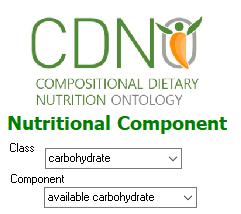 CDNO
COMPOSITIONAL DIETARY
NUTRITION ONTOLOGY
Nutritional Component
Class
carbohydrate
Component
available carbohydrate